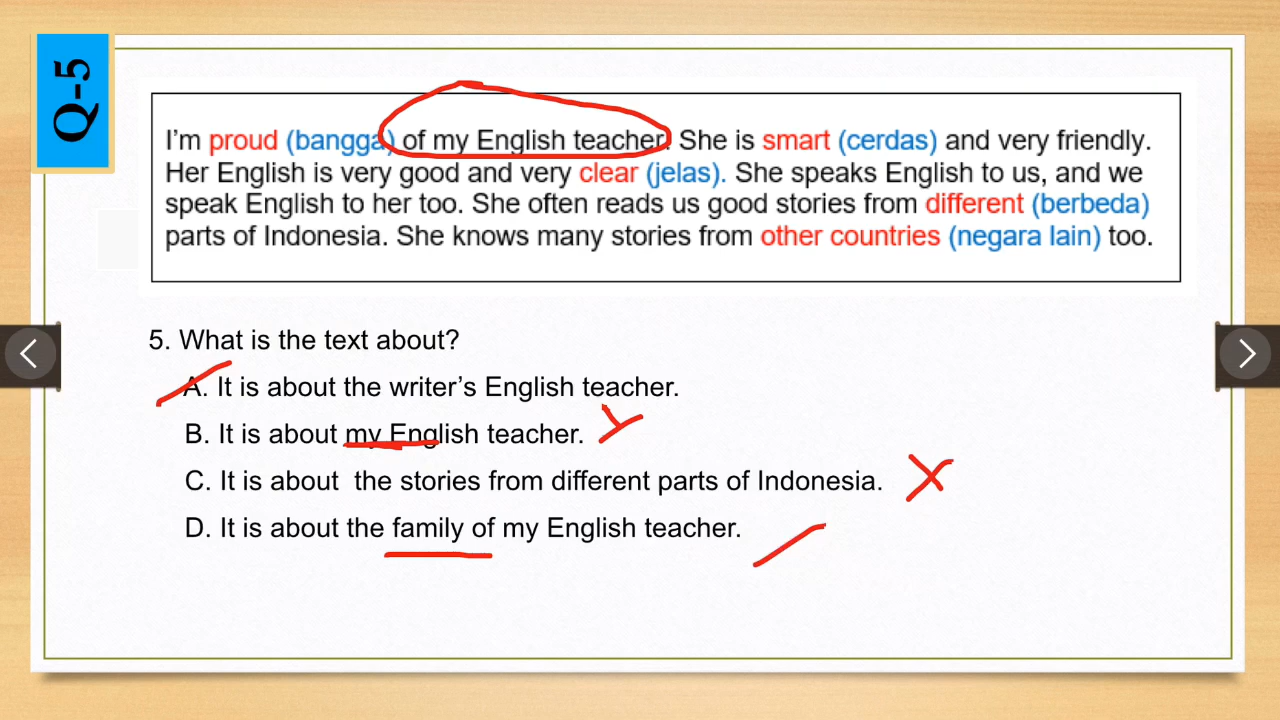 Q-5
I'm proud (bangga) of my English teacher. She is smart (cerdas) and very friendly.
Her English is very good and very clear (jelas). She speaks English to us, and we
speak English to her too. She often reads us good stories from different (berbeda)
parts of Indonesia. She knows many stories from other countries (negara lain) too.
5. What is the text about?
A. It is about the writer's English teacher.
B. It is about my English teacher.
C. It is about the stories from different parts of Indonesia.
D. It is about the family of my English teacher.